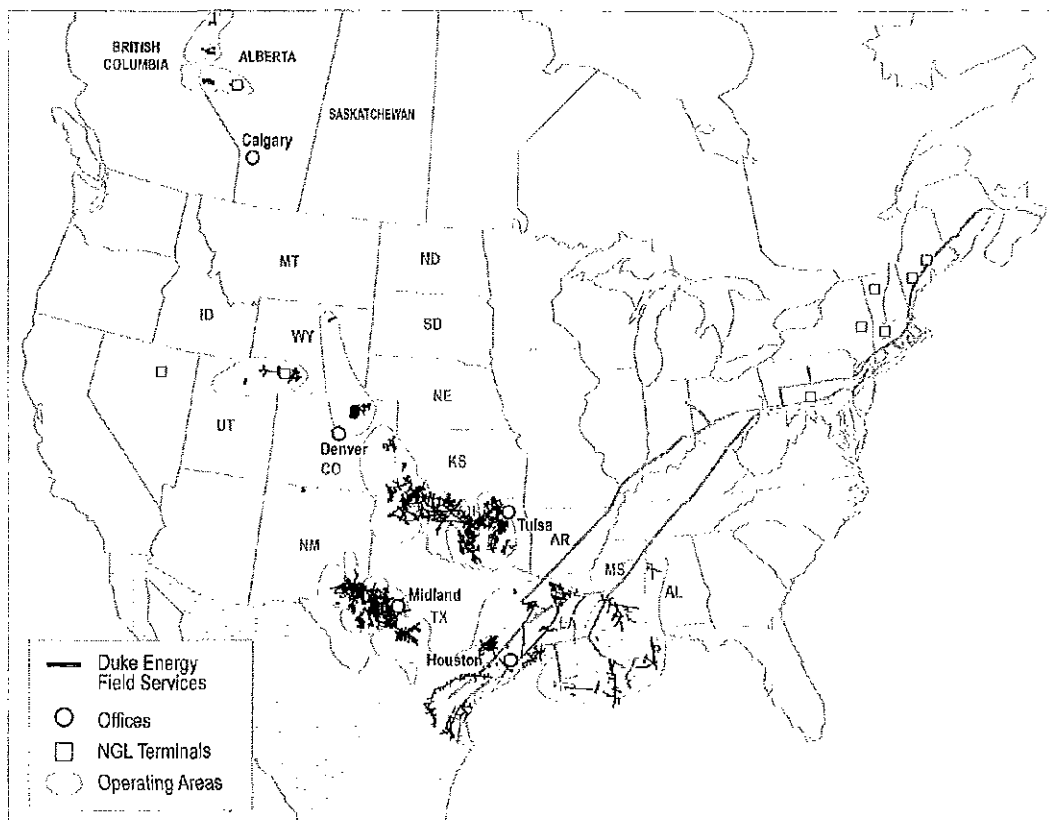 BRITISH
COLUMBIA
ALBERTA
SASKATCHEWAN
Calgary
MT
ND
ID
WY
SD
NE
UT
Denver
CO
KS
Tulsa
NM
AR
Midland
TX
MS
AL
LA
Houston
Duke Energy
Field Services
Offices
NGL Terminals
Operating Areas